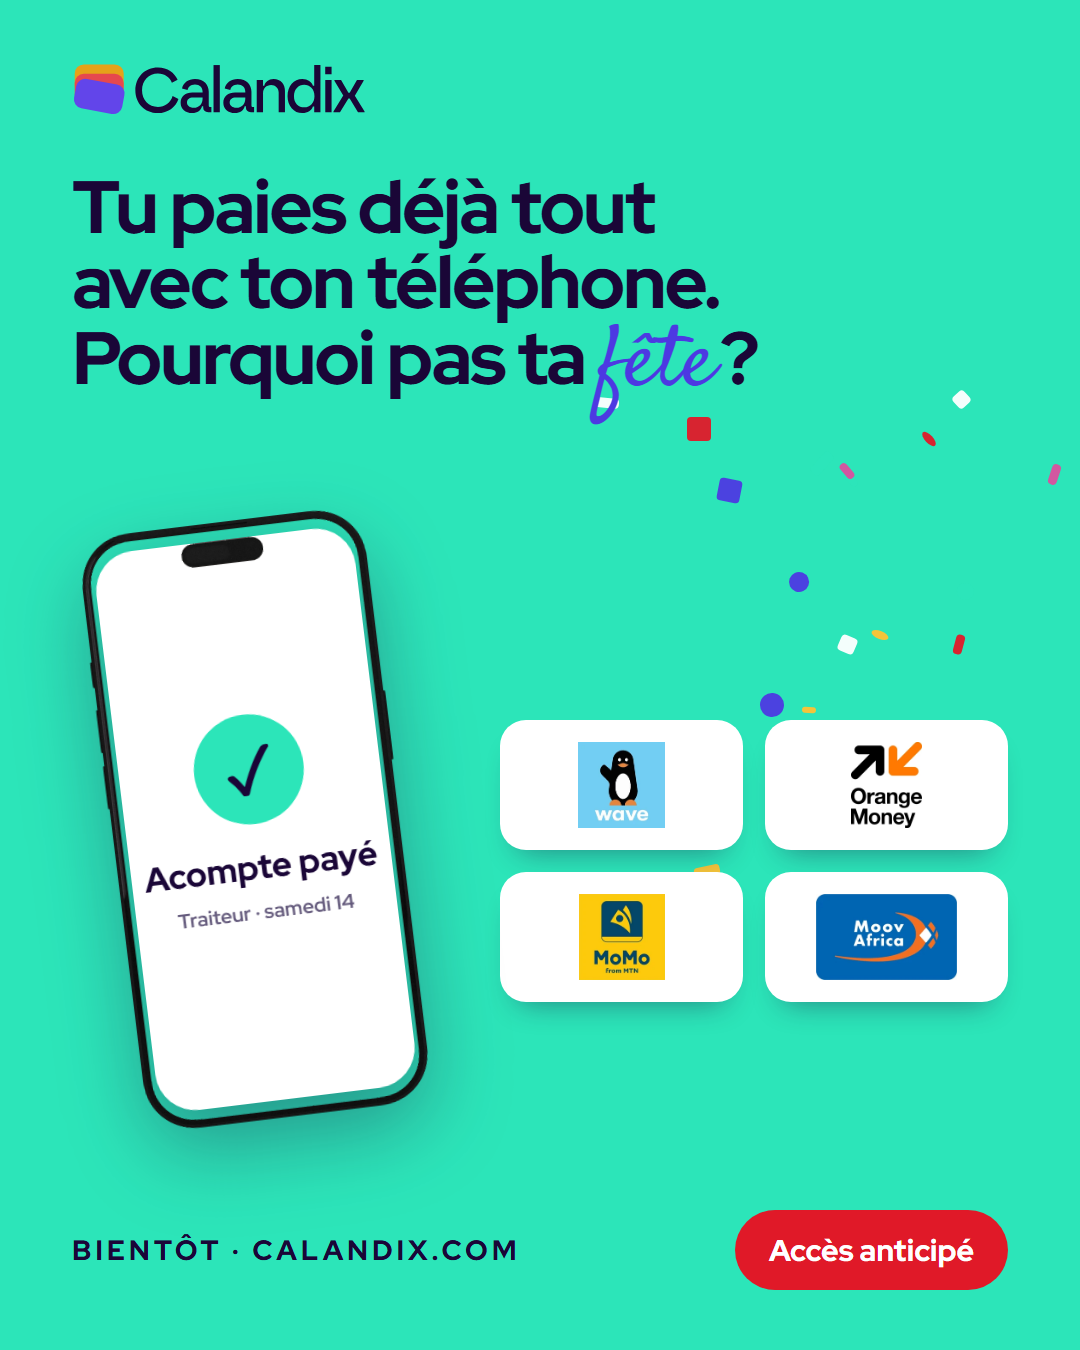 Calandix
Tu paies déjà tout
avec ton téléphone.
Pourquoi pas ta fête ?
Acompte payé
Traiteur · samedi 14
wave
Orange
Money
MoMo
from MTN
Moov
Africa
BIENTÔT · CALANDIX.COM
Accès anticipé